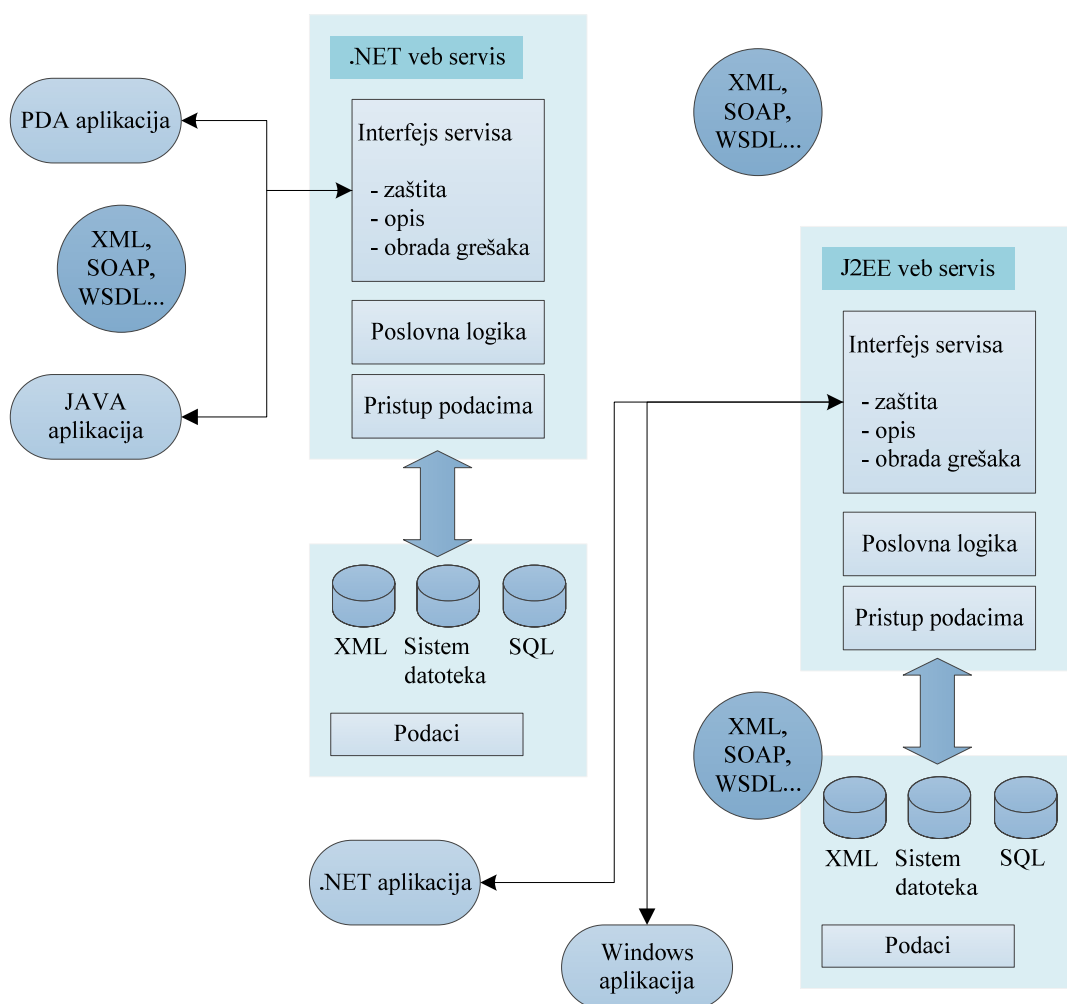 .NET veb servis
XML,
SOAP,
WSDL...
PDA aplikacija
Interfejs servisa
- zaštita
- opis
- obrada grešaka
XML,
SOAP,
WSDL...
J2EE veb servis
Poslovna logika
Interfejs servisa
JAVA
aplikacija
Pristup podacima
- zaštita
- opis
- obrada grešaka
Poslovna logika
Pristup podacima
XML
Sistem
datoteka
SQL
Podaci
XML,
SOAP,
WSDL...
XML
Sistem
datoteka
SQL
.NET aplikacija
Podaci
Windows
aplikacija